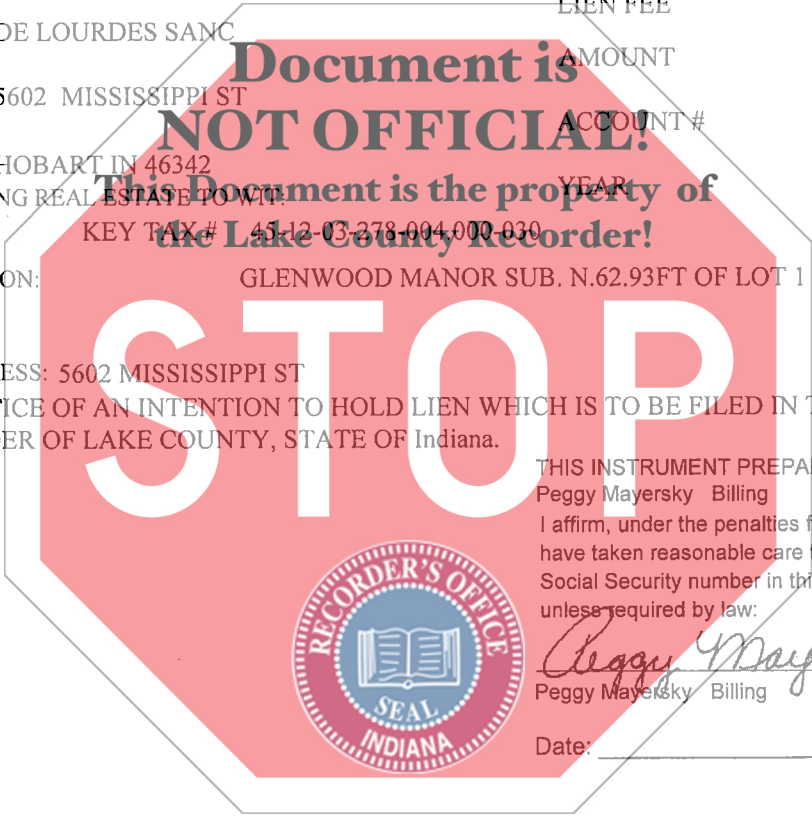 LIEN FEE
DE LOURDES SANC
Document is
AMOUNT
5602 MISSISSIPPI ST
NOT OFFICIAL!
ACCOUNT #
HOBART IN 46342
This Document is the property of
YEAR
NG REAL ESTATE TO WIT:
KEY TAX # 45-12-03-278-004.000-030
the Lake County Recorder!
ON: GLENWOOD MANOR SUB. N.62.93FT OF LOT 1
STOP
ESS: 5602 MISSISSIPPI ST
ICE OF AN INTENTION TO HOLD LIEN WHICH IS TO BE FILED IN T
ER OF LAKE COUNTY, STATE OF Indiana.
THIS INSTRUMENT PREPA
Peggy Mayersky Billing
I affirm, under the penalties f
have taken reasonable care
Social Security number in thi
unless required by law:
Peggy May
Peggy Mayersky Billing
Date:
RECORDER'S OFFICE
SEAL
INDIANA